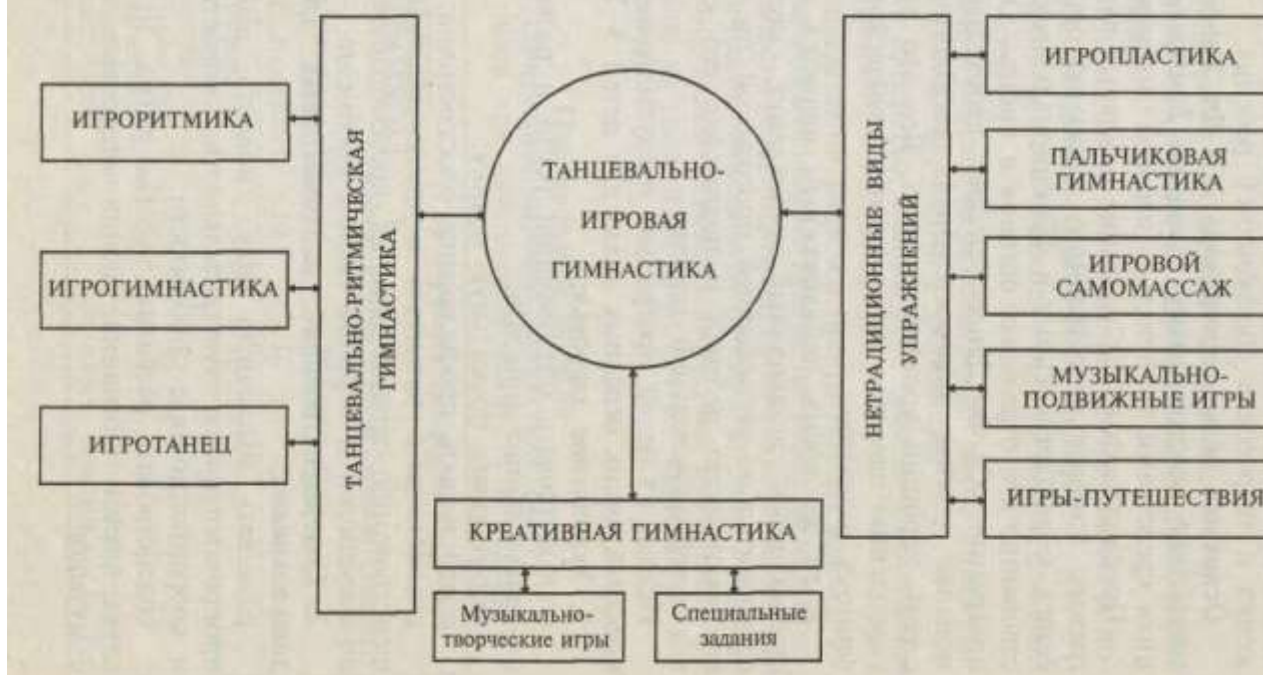 ИГРОРИТМИКА
ИГРОГИМНАСТИКА
ИГРОТАНЕЦ
ТАНЦЕВАЛЬНО-РИТМИЧЕСКАЯ
ГИМНАСТИКА
ТАНЦЕВАЛЬНО-
ИГРОВАЯ
ГИМНАСТИКА
КРЕАТИВНАЯ ГИМНАСТИКА
Музыкально-
творческие игры
Специальные
задания
НЕТРАДИЦИОННЫЕ ВИДЫ
УПРАЖНЕНИЙ
ИГРОПЛАСТИКА
ПАЛЬЧИКОВАЯ
ГИМНАСТИКА
ИГРОВОЙ
САМОМАССАЖ
МУЗЫКАЛЬНО-
ПОДВИЖНЫЕ ИГРЫ
ИГРЫ-ПУТЕШЕСТВИЯ